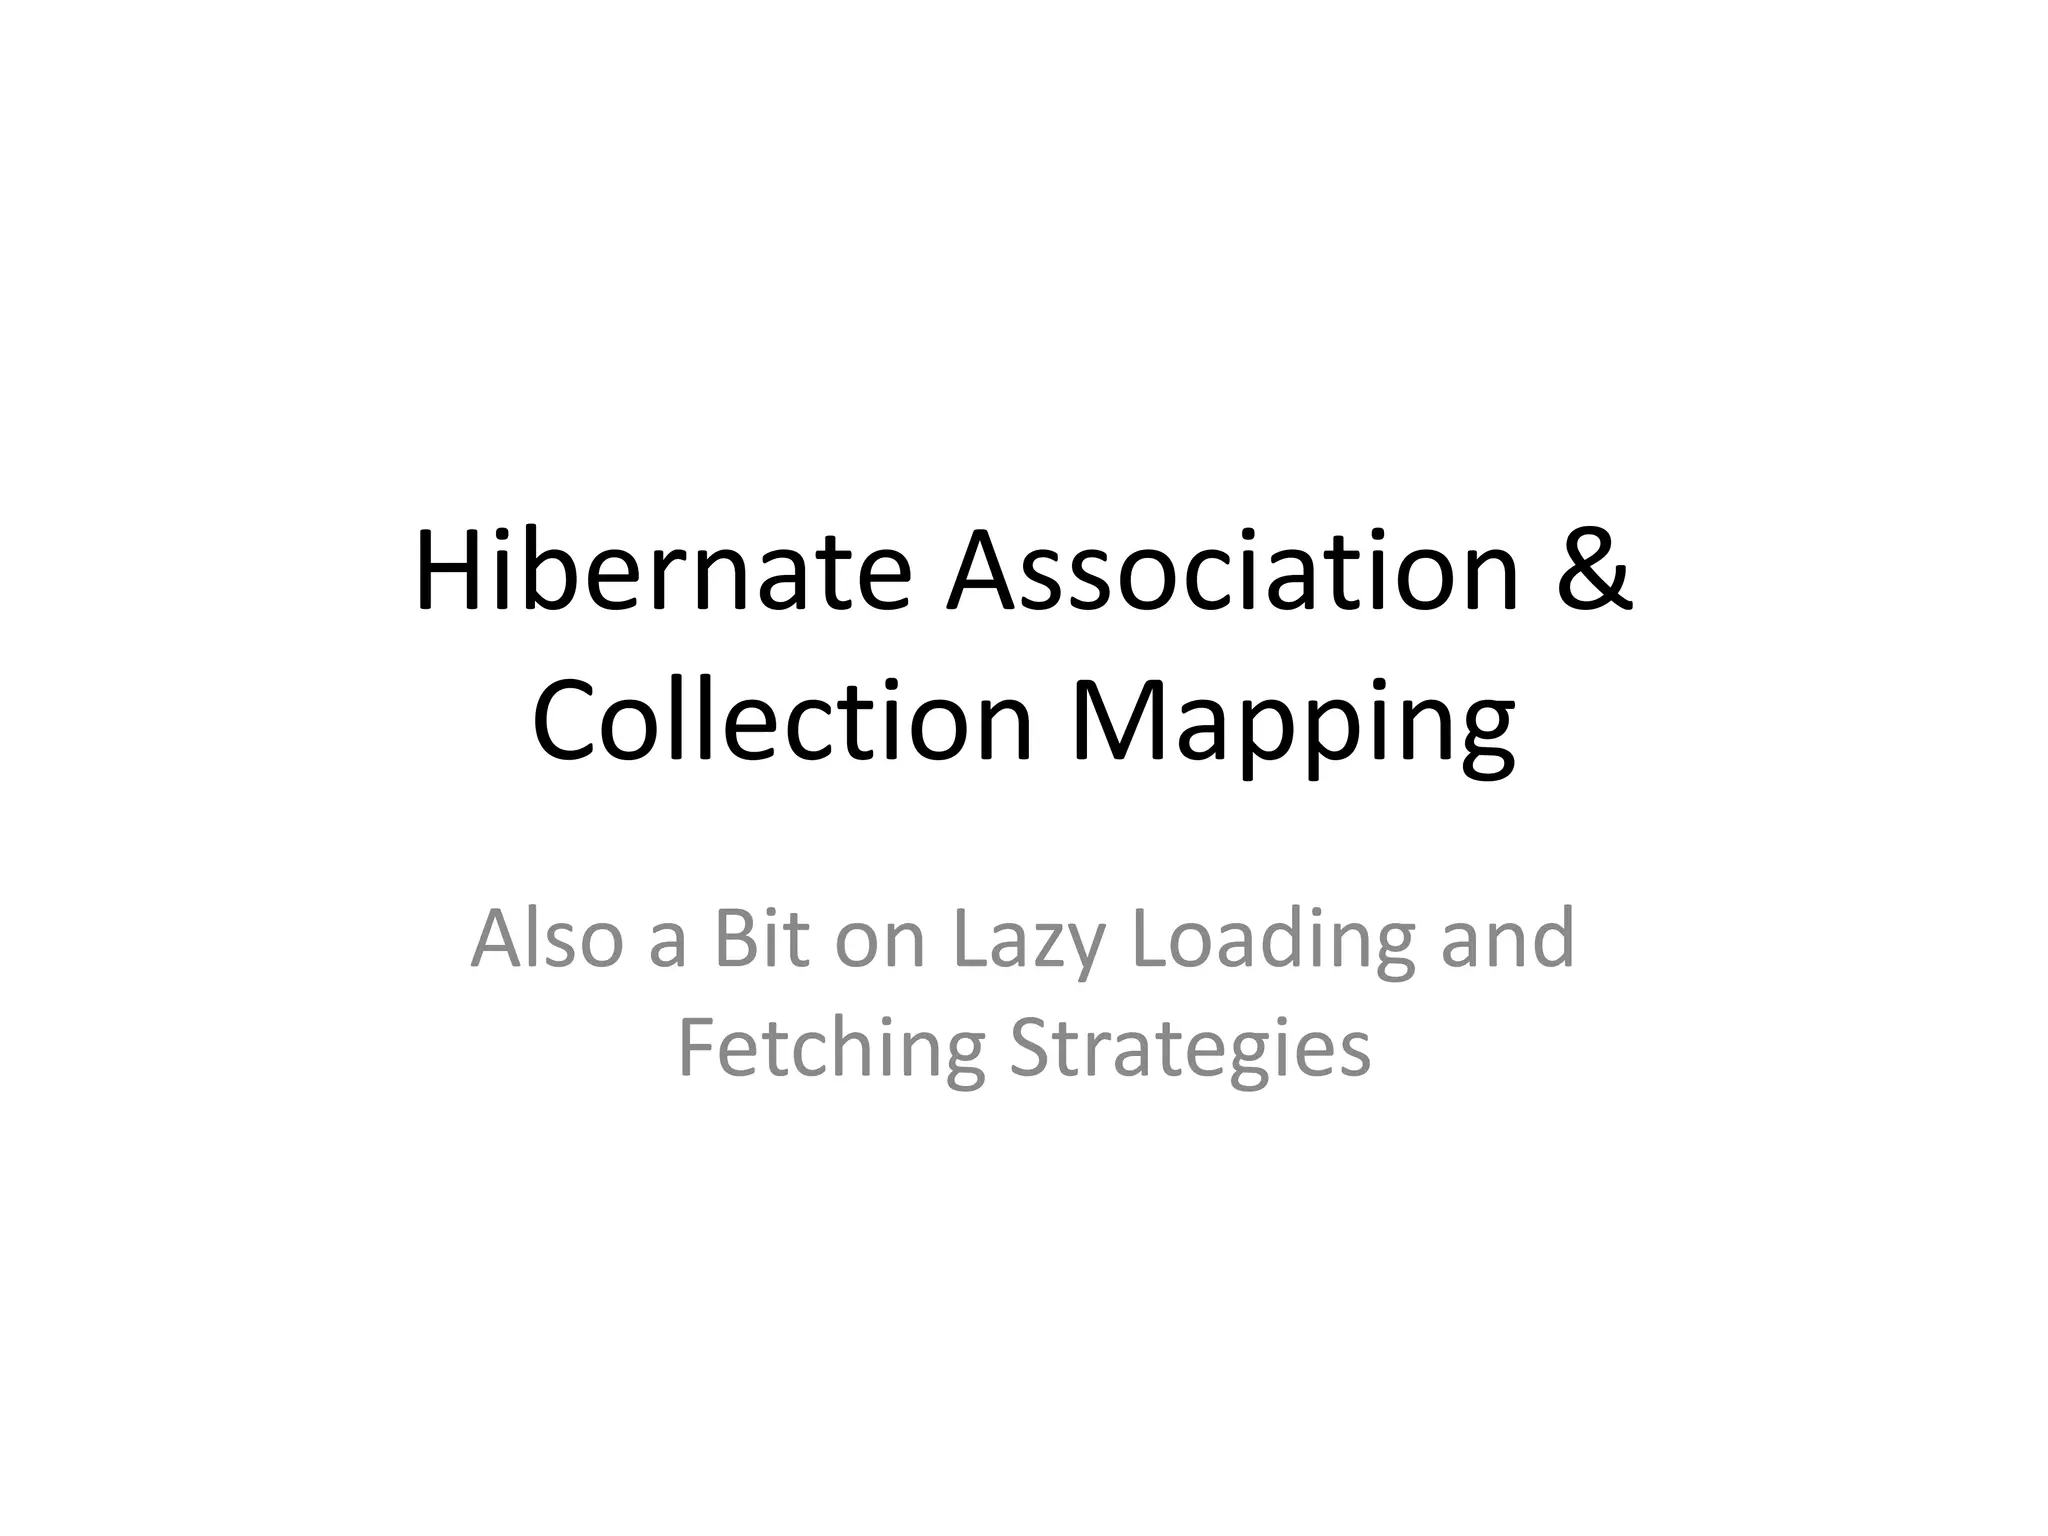 Hibernate Association &
Collection Mapping
Also a Bit on Lazy Loading and
Fetching Strategies